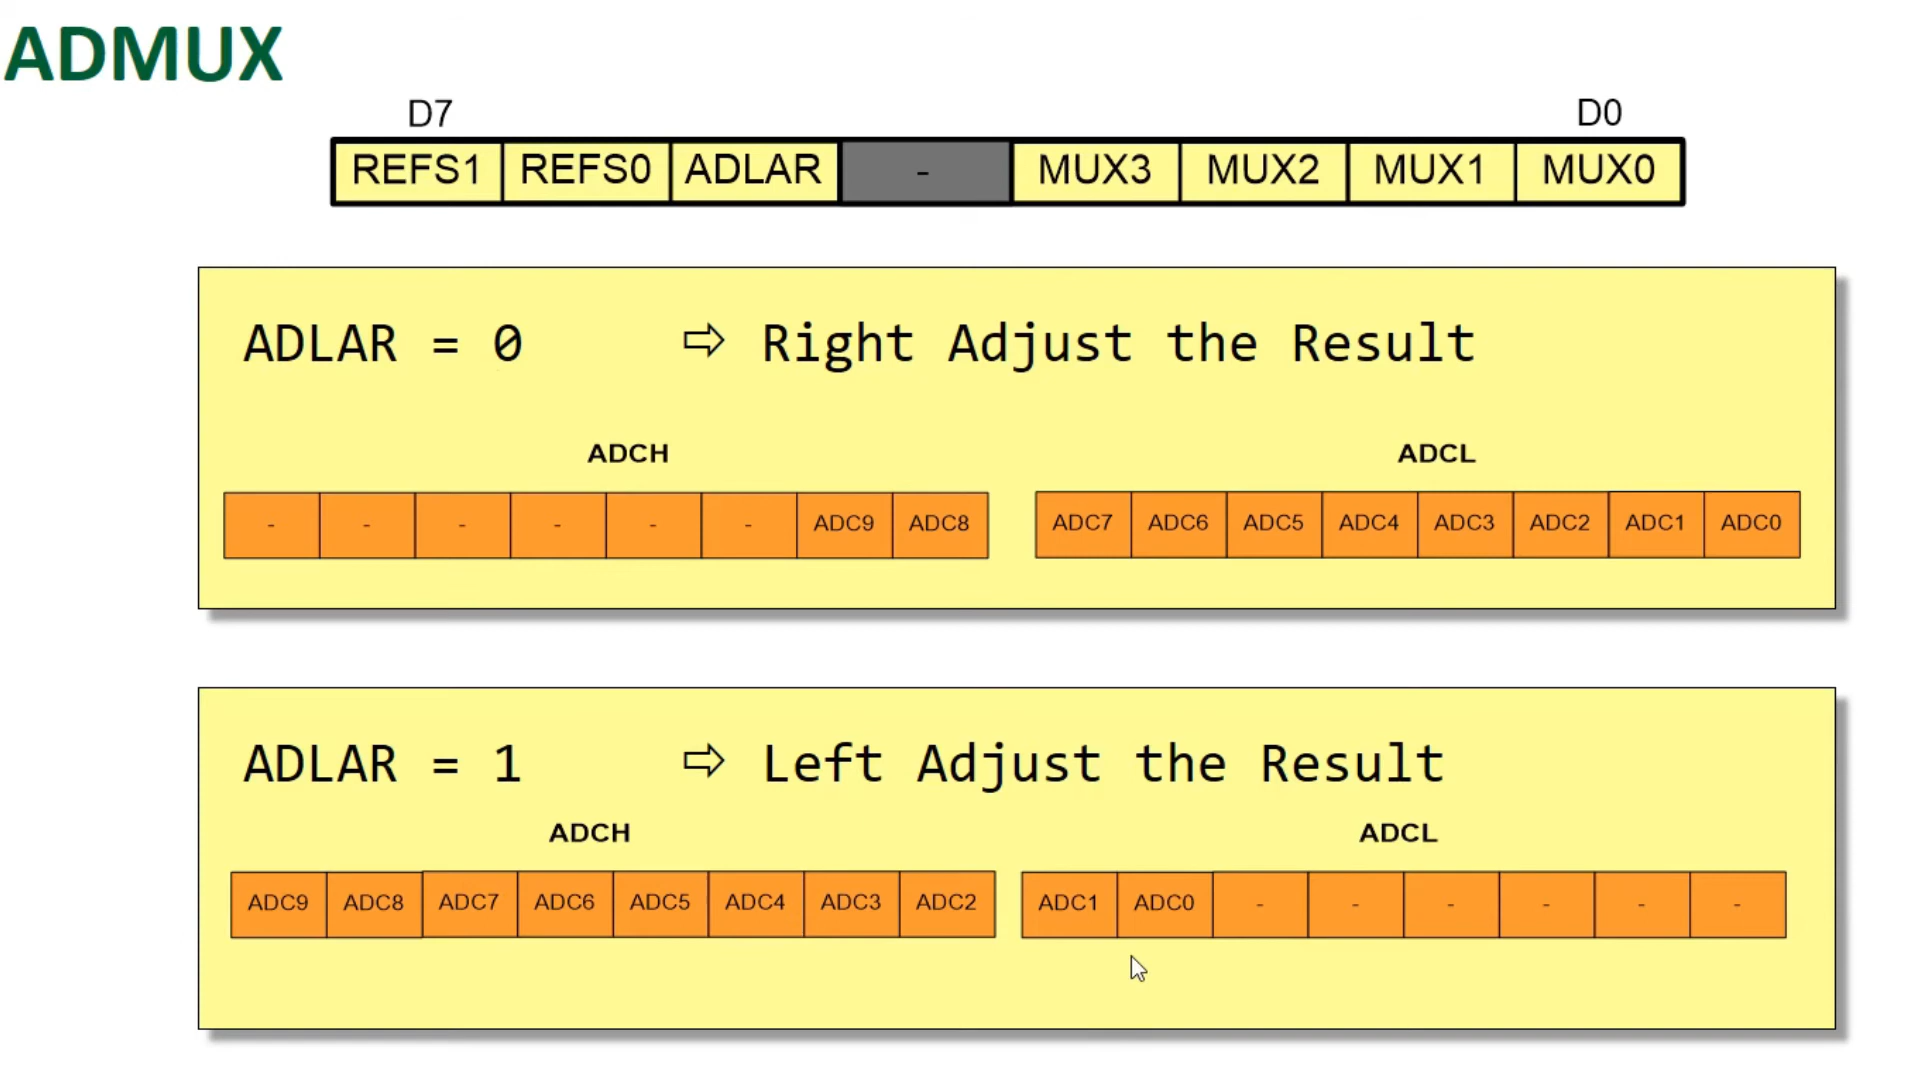 ADMUX
D7 D0
REFS1 REFS0 ADLAR - MUX3 MUX2 MUX1 MUX0
ADLAR = 0 ⇨ Right Adjust the Result
ADCH ADCL
- - - - - - ADC9 ADC8 ADC7 ADC6 ADC5 ADC4 ADC3 ADC2 ADC1 ADC0
ADLAR = 1 ⇨ Left Adjust the Result
ADCH ADCL
ADC9 ADC8 ADC7 ADC6 ADC5 ADC4 ADC3 ADC2 ADC1 ADC0 - - - - - -